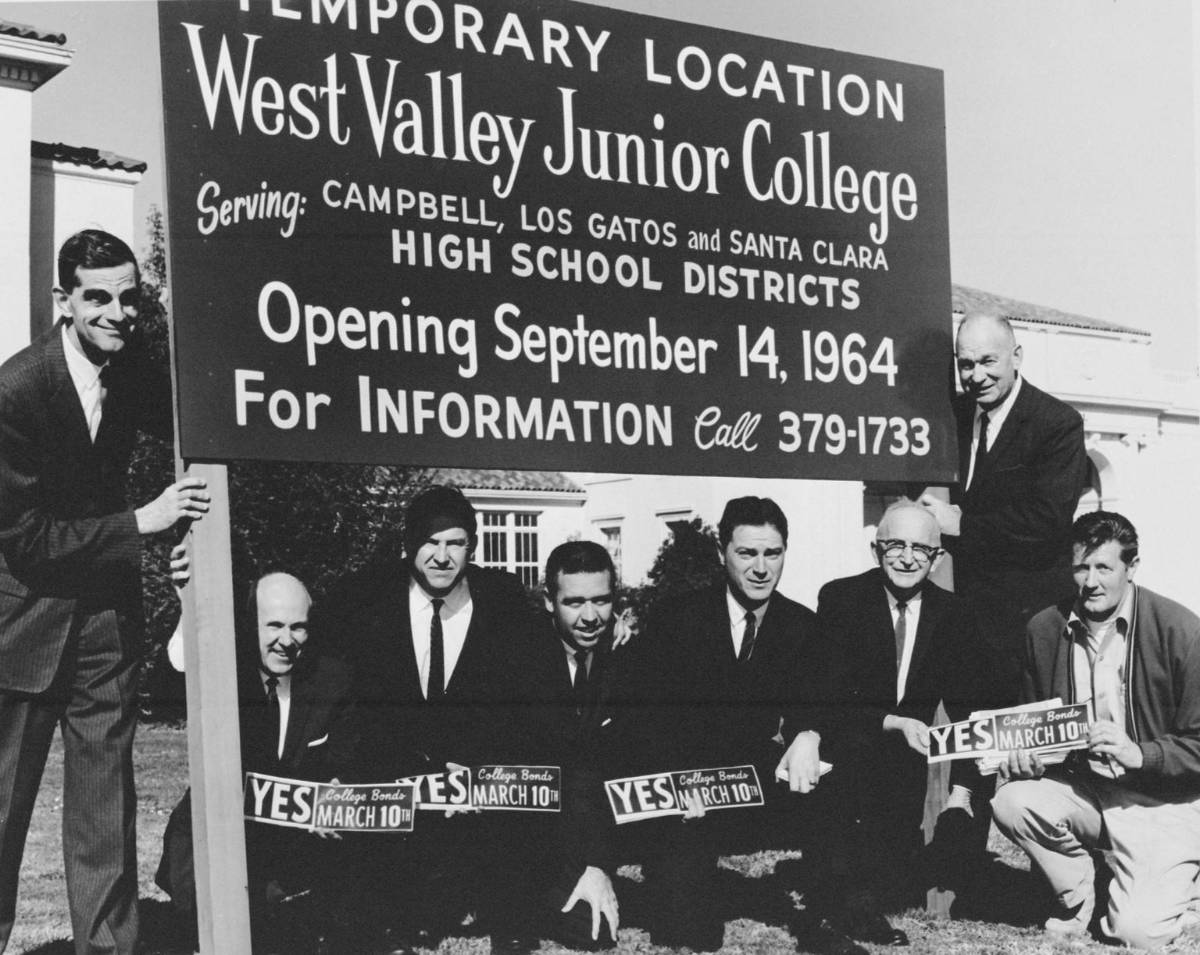 TEMPORARY LOCATION
West Valley Junior College
Serving: CAMPBELL, LOS GATOS and SANTA CLARA
HIGH SCHOOL DISTRICTS
Opening September 14, 1964
FOR INFORMATION Call 379-1733
YES College Bonds
MARCH 10TH
YES College Bonds
MARCH 10TH
YES College Bonds
MARCH 10TH
YES College Bonds
MARCH 10TH